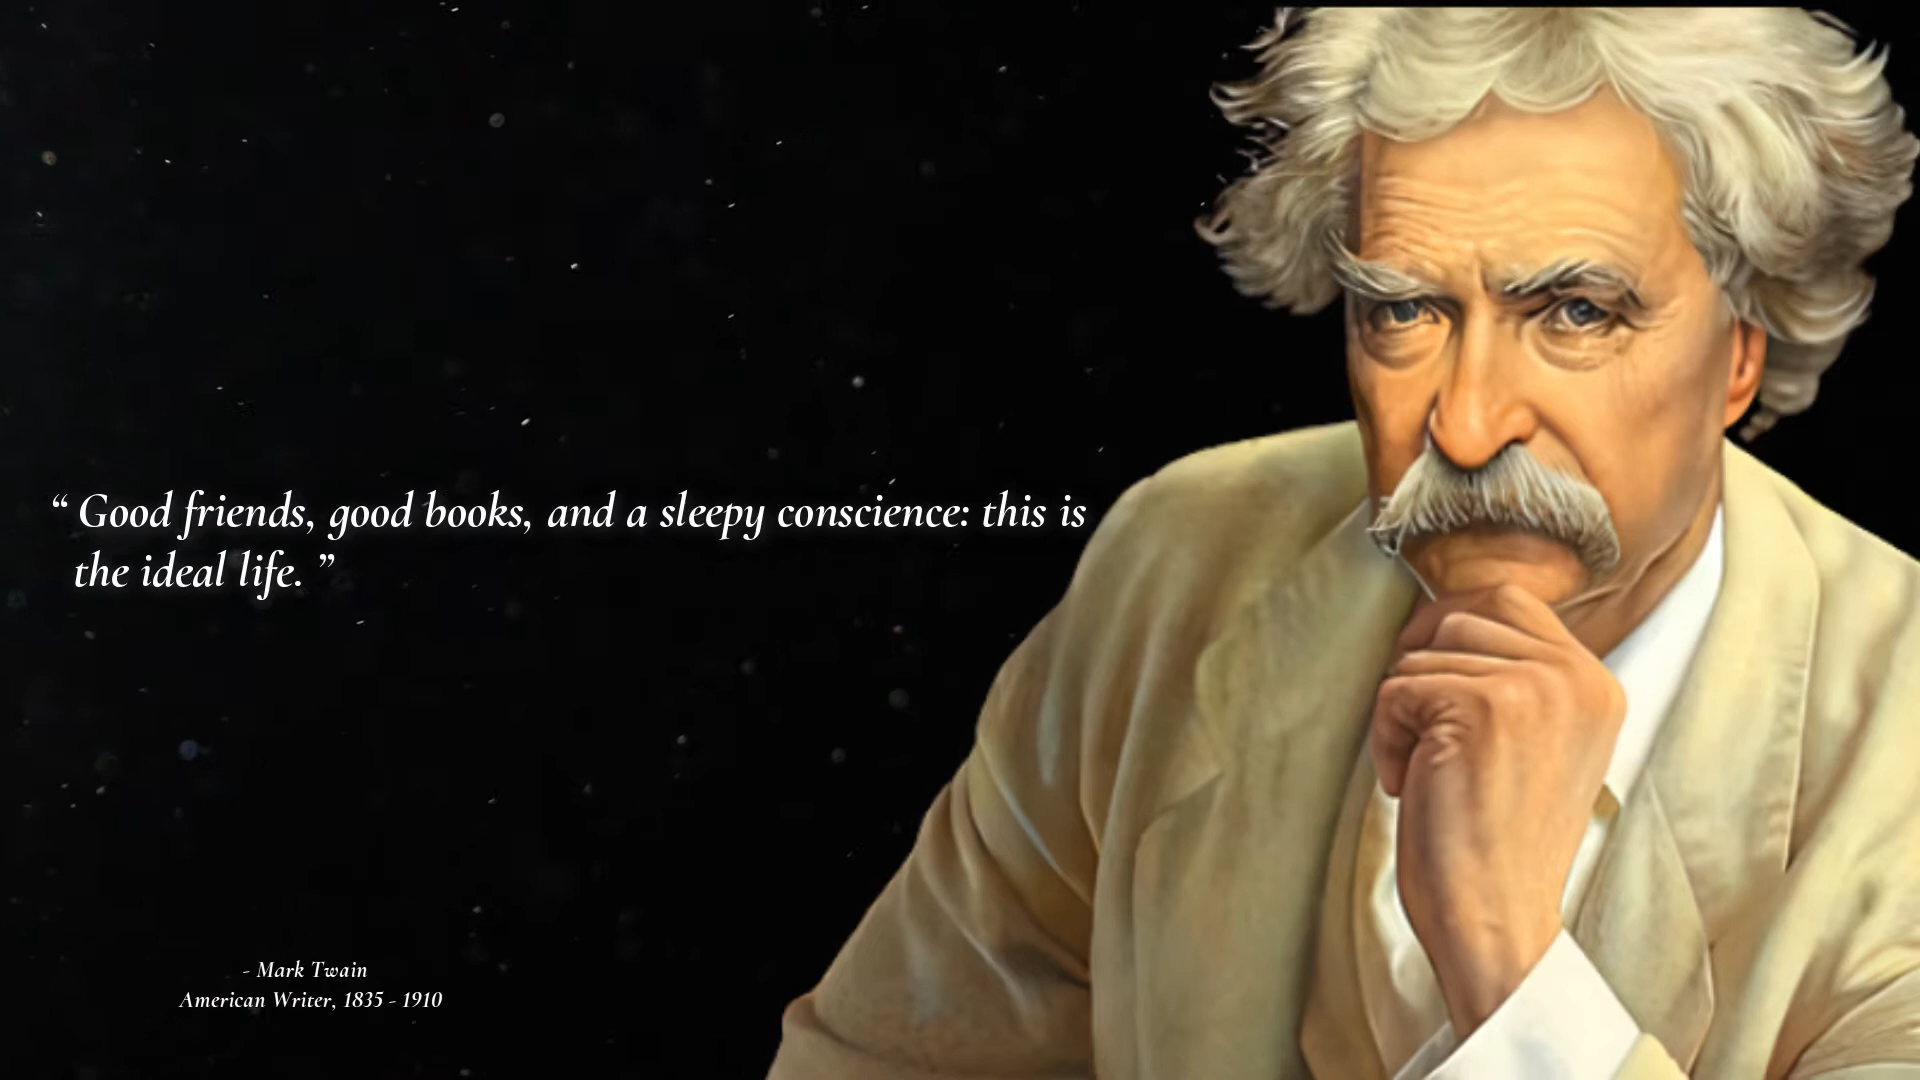 “ Good friends, good books, and a sleepy conscience: this is
the ideal life. ”
- Mark Twain
American Writer, 1835 - 1910